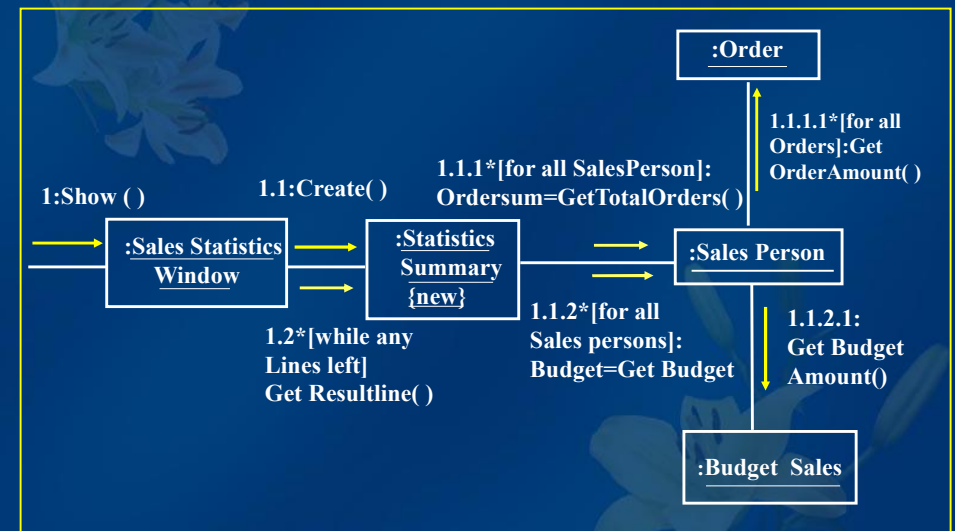 :Order
1.1.1.1*[for all
Orders]:Get
OrderAmount( )
1.1.1*[for all SalesPerson]:
Ordersum=GetTotalOrders( )
1.1:Create( )
1:Show ( )
:Sales Statistics
Window
:Statistics
Summary
{new}
:Sales Person
1.2*[while any
Lines left]
Get Resultline( )
1.1.2*[for all
Sales persons]:
Budget=Get Budget
1.1.2.1:
Get Budget
Amount()
:Budget Sales